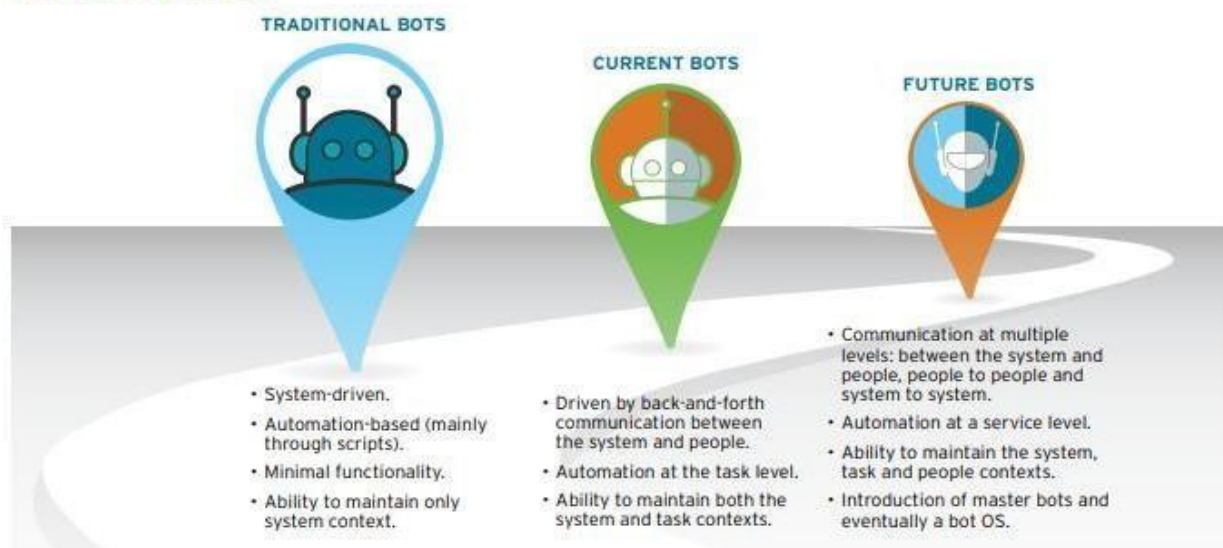 TRADITIONAL BOTS
CURRENT BOTS
FUTURE BOTS
• System-driven.
• Automation-based (mainly
through scripts).
• Minimal functionality.
• Ability to maintain only
system context.
• Driven by back-and-forth
communication between
the system and people.
• Automation at the task level.
• Ability to maintain both the
system and task contexts.
• Communication at multiple
levels: between the system and
people, people to people and
system to system.
• Automation at a service level.
• Ability to maintain the system,
task and people contexts.
• Introduction of master bots and
eventually a bot OS.